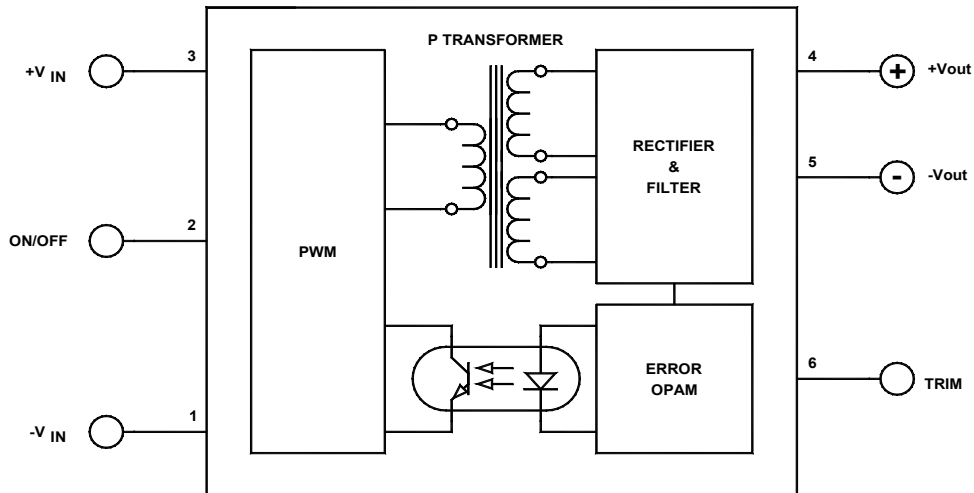 P TRANSFORMER
+V IN
3
4
+
+Vout
RECTIFIER
&
FILTER
5
-
-Vout
ON/OFF
2
PWM
ERROR
OPAM
6
TRIM
-V IN
1